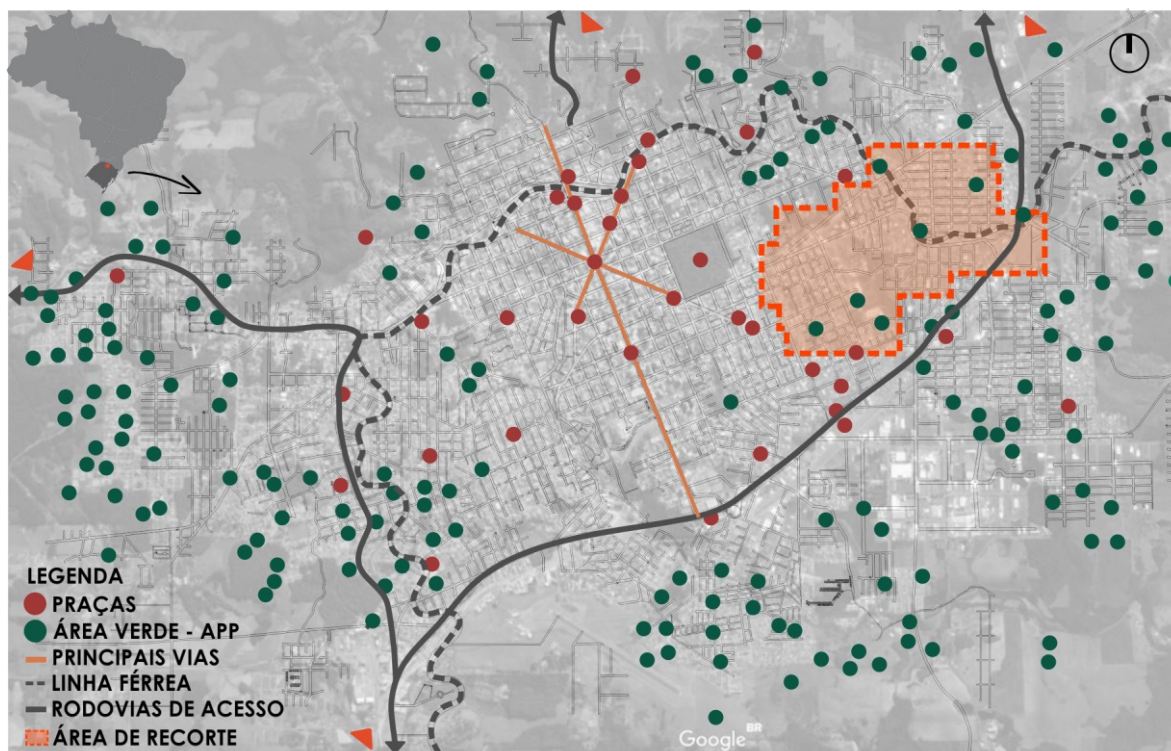 LEGENDA
PRAÇAS
ÁREA VERDE - APP
PRINCIPAIS VIAS
LINHA FÉRREA
RODOVIAS DE ACESSO
ÁREA DE RECORTE
Google
BR